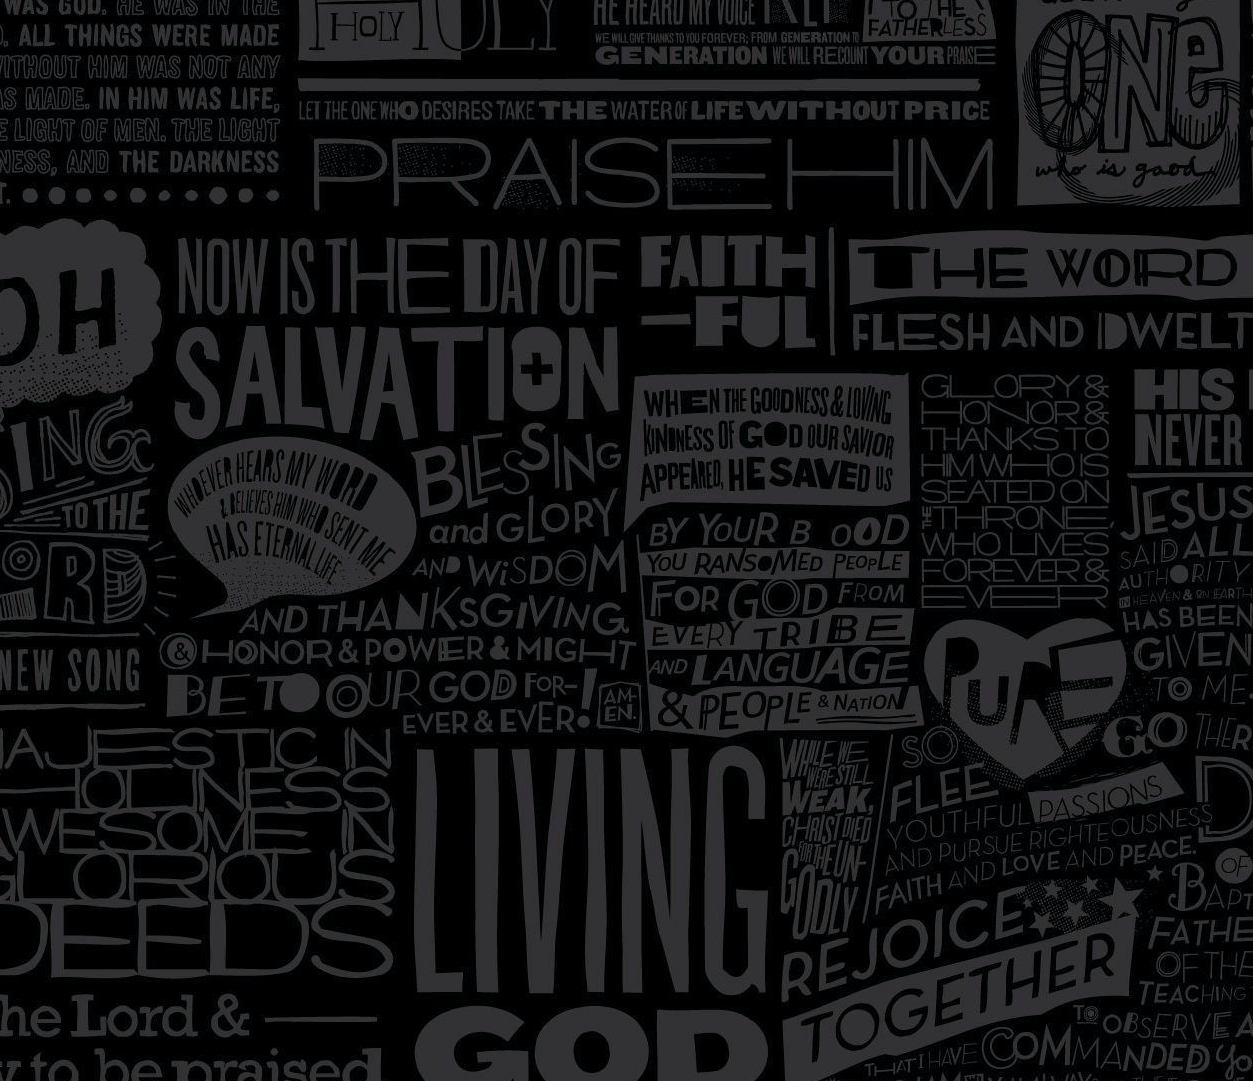 WAS GOD. HE WAS IN THE
ALL THINGS WERE MADE
WITHOUT HIM WAS NOT ANY
AS MADE. IN HIM WAS LIFE,
E LIGHT OF MEN. THE LIGHT
NESS, AND THE DARKNESS
T.
HOLY
HOLY
HE HEARD MY VOICE
WE WILL GIVE THANKS TO YOU FOREVER; FROM GENERATION TO
GENERATION WE WILL RECOUNT YOUR PRAISE
TO THE
FATHERLESS
LET THE ONE WHO DESIRES TAKE THE WATER OF LIFE WITHOUT PRICE
PRAISE HIM
ONE
who is good.
OH
SING
TO THE
ORD
NEW SONG
NOW IS THE DAY OF
SALVATION
FAITH
-FUL
THE WORD
FLESH AND DWELT
WHOEVER HEARS MY WORD
& BELIEVES HIM WHO SENT ME
HAS ETERNAL LIFE
BLESSING
and GLORY
AND WiSDOM
AND THANKSGIVING.
& HONOR & POWER & MIGHT
BE TO OUR GOD FOR-
EVER & EVER!
AM-
EN.
WHEN THE GOODNESS & LOVING
KINDNESS OF GOD OUR SAVIOR
APPEARED, HE SAVED US
BY YOUR B OOD
YOU RANSOMED PEOPLE
FOR GOD FROM
EVERY TRIBE
AND LANGUAGE
& PEOPLE & NATION
GLORY &
HONOR &
THANKS TO
HIM WHO IS
SEATED ON
THE THRONE
WHO LIVES
FOREVER &
EVER
HIS
NEVER
JESUS
SAID ALL
AUTHORITY
IN HEAVEN & ON EARTH
HAS BEEN
GIVEN
TO ME.
GO THER
MAJESTIC IN
HOLINESS
AWESOME IN
GLORIOUS
DEEDS
he Lord &
y to be praised
LIVING
GOD
WHILE WE
WERE STILL
WEAK,
CHRIST DIED
FOR THE UN-
GODLY
PURE
SO
FLEE
YOUTHFUL PASSIONS
AND PURSUE RIGHTEOUSNESS
FAITH AND LOVE AND PEACE.
REJOICE
TOGETHER
D
OF
BAPT
FATHE
OF THE
TEACHING
TO OBSERVE A
THAT I HAVE COMMANDED yo